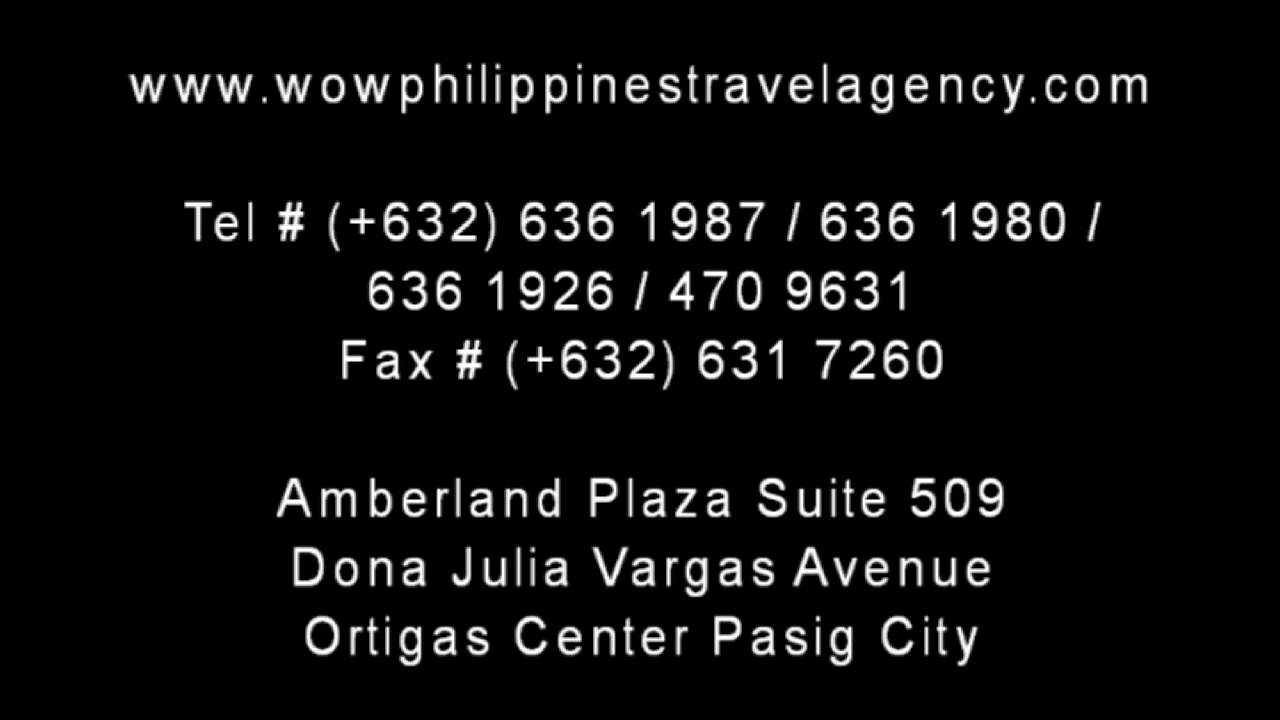 www.wowphilippinestravelagency.com
Tel # (+632) 636 1987 / 636 1980 /
636 1926 / 470 9631
Fax # (+632) 631 7260
Amberland Plaza Suite 509
Dona Julia Vargas Avenue
Ortigas Center Pasig City